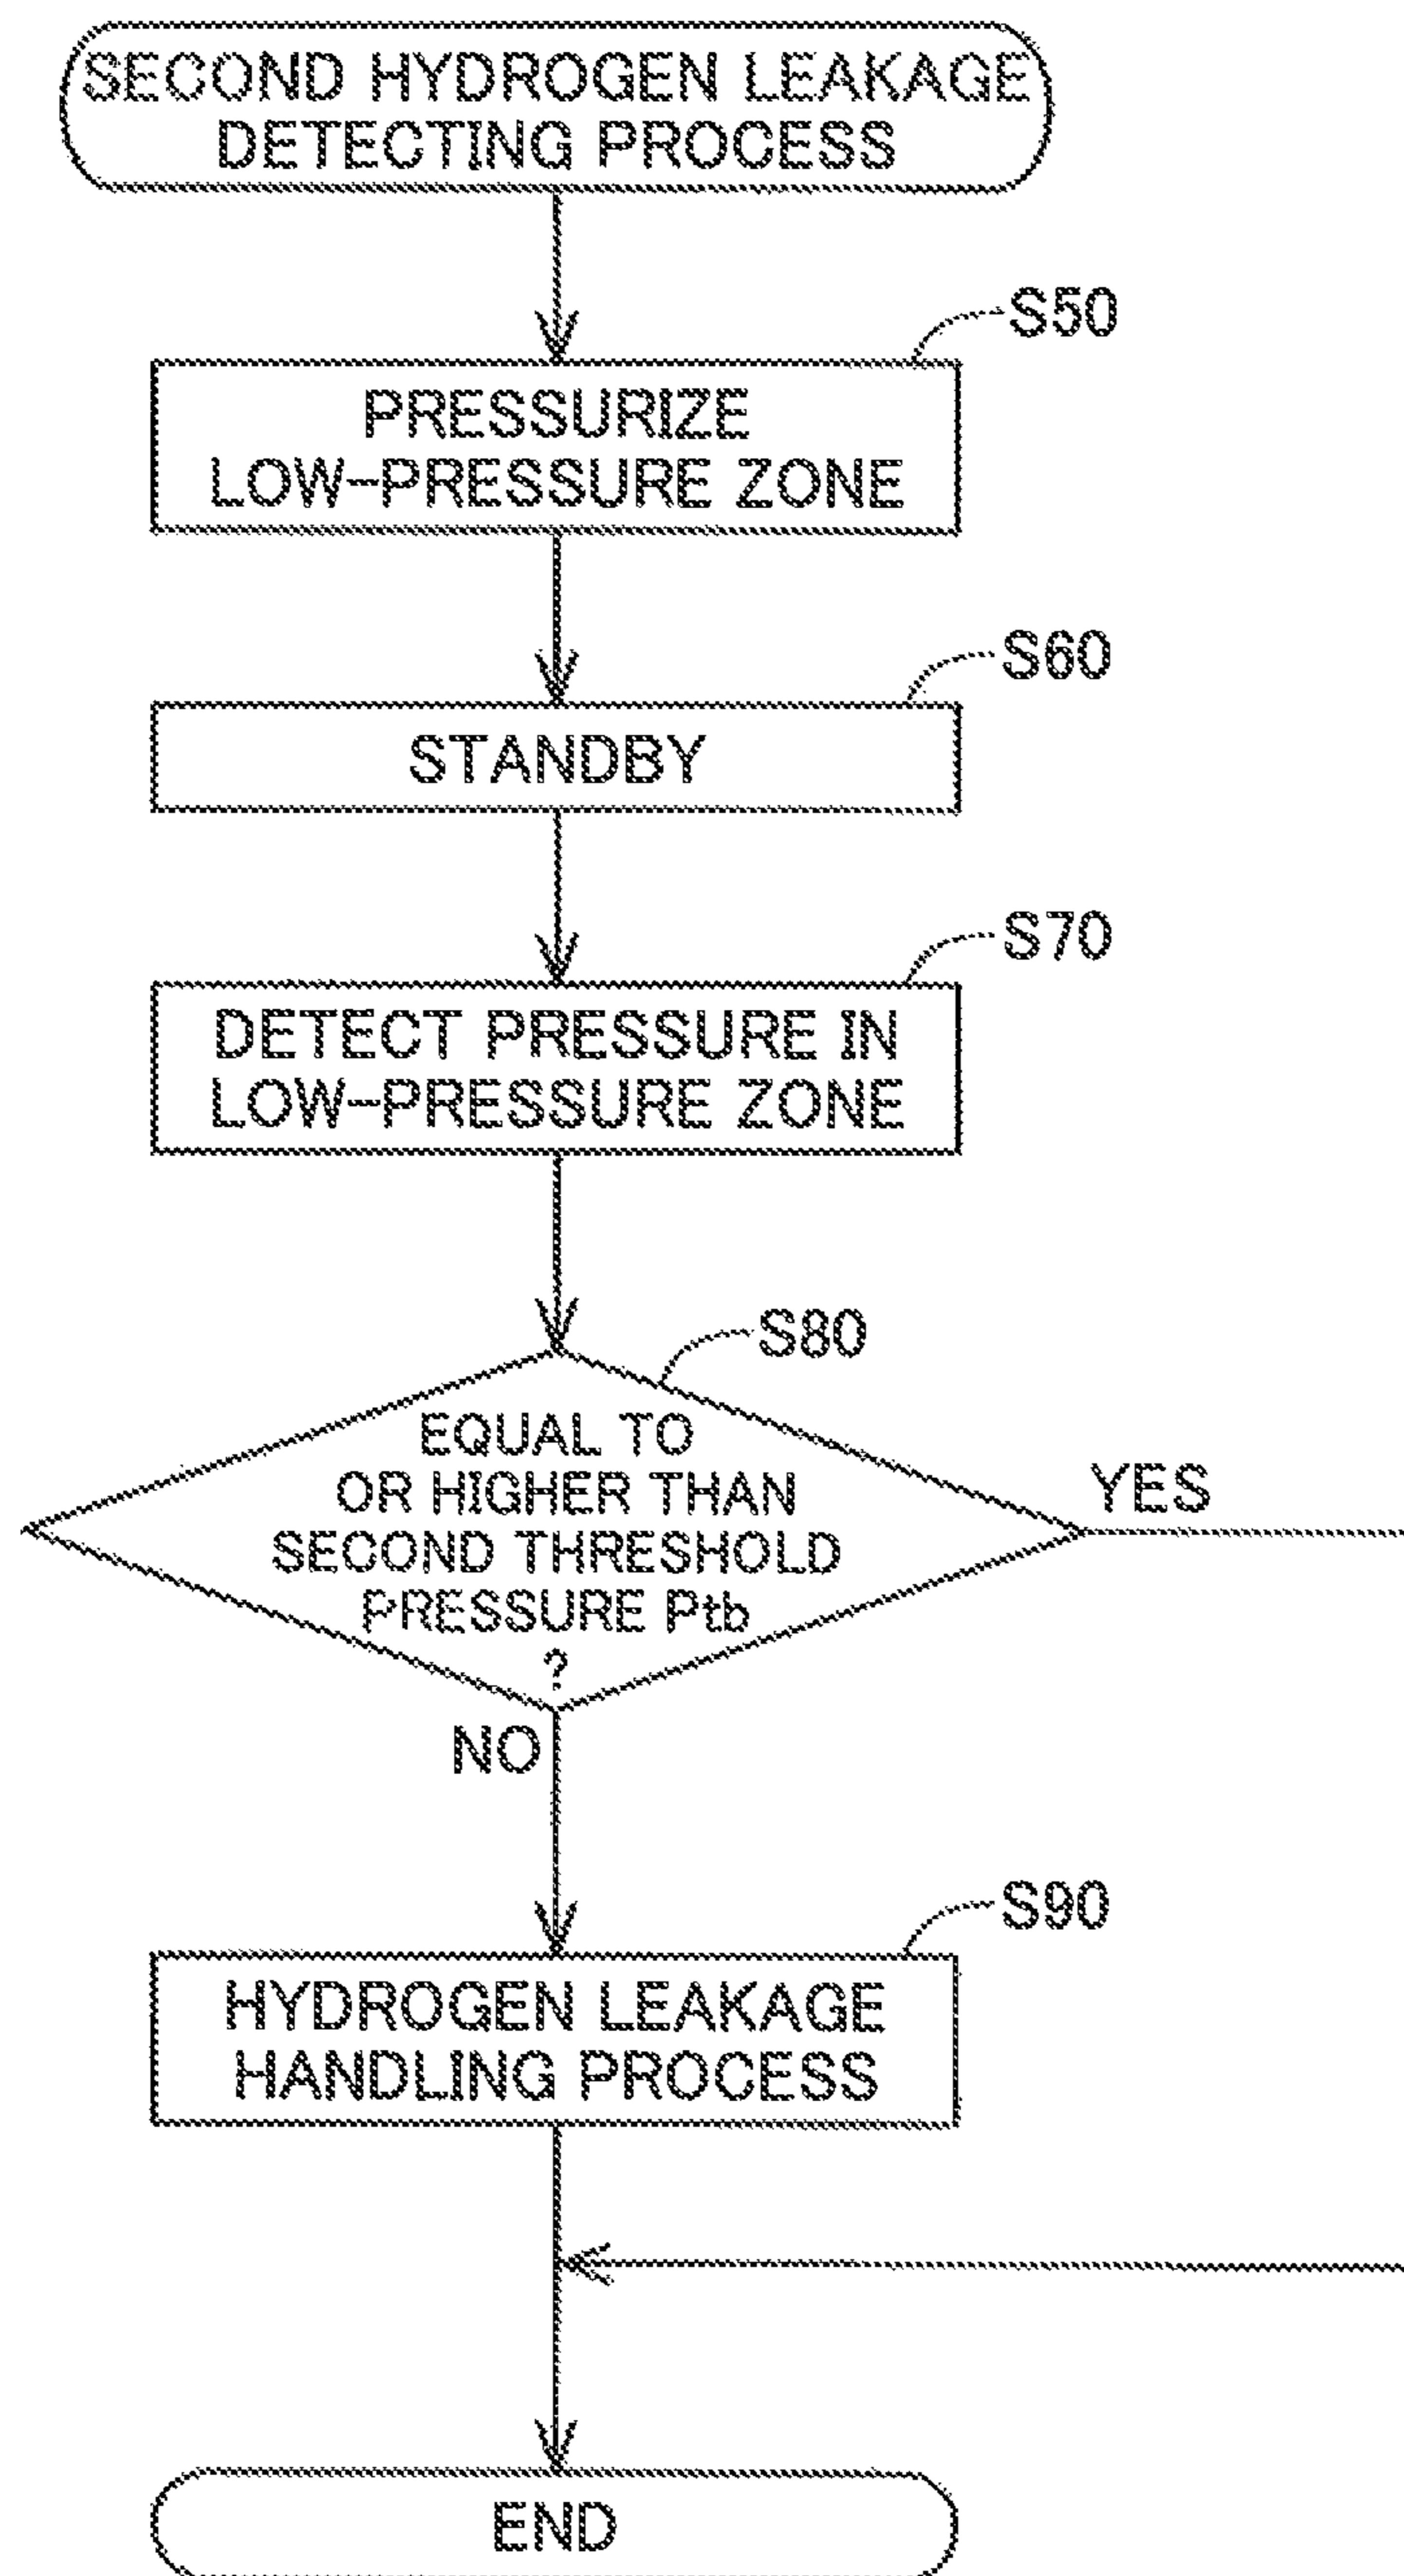 SECOND HYDROGEN LEAKAGE
DETECTING PROCESS
S50
PRESSURIZE
LOW-PRESSURE ZONE
S60
STANDBY
S70
DETECT PRESSURE IN
LOW-PRESSURE ZONE
S80
EQUAL TO
OR HIGHER THAN
SECOND THRESHOLD
PRESSURE Ptb
?
YES
NO
S90
HYDROGEN LEAKAGE
HANDLING PROCESS
END